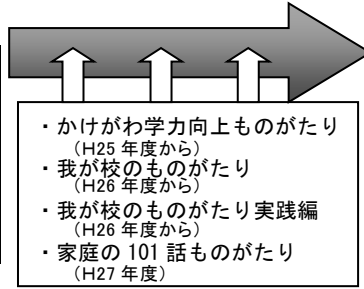 ・かけがわ学力向上ものがたり
（H25 年度から）
・我が校のものがたり
（H26 年度から）
・我が校のものがたり実践編
（H26 年度から）
・家庭の 101 話ものがたり
（H27 年度）